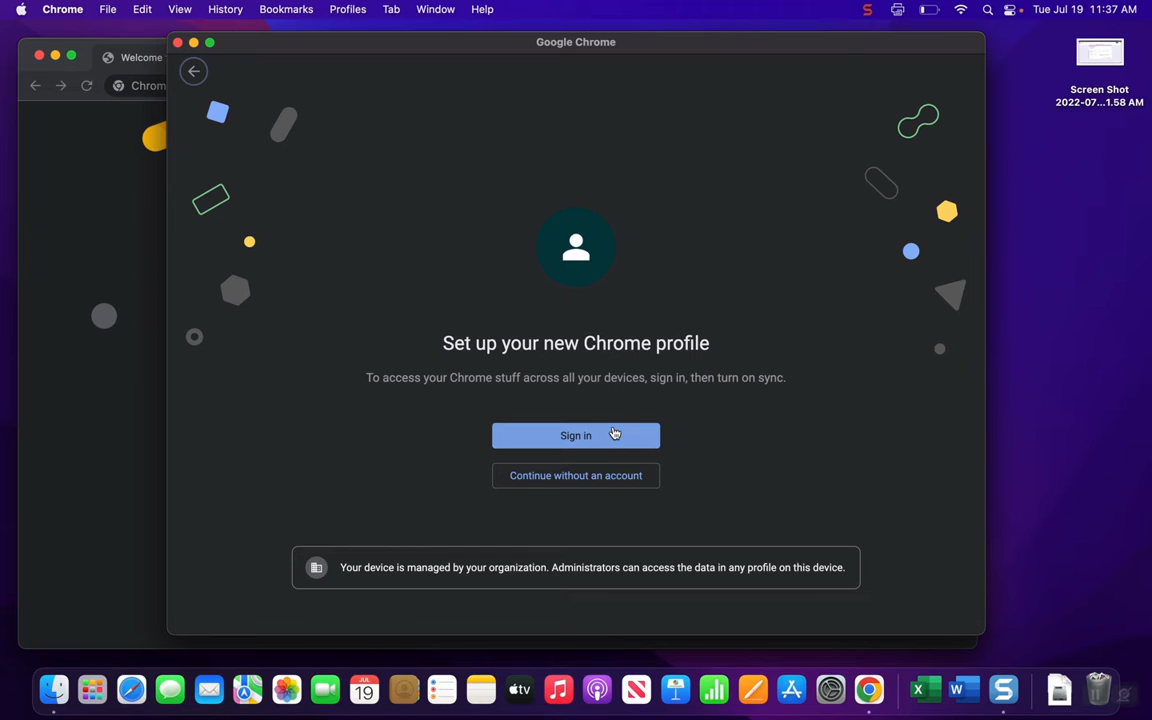 Chrome File Edit View History Bookmarks Profiles Tab Window Help Tue Jul 19 11:37 AM
Google Chrome
Welcome
Chrom
Screen Shot
2022-07...1.58 AM
Set up your new Chrome profile
To access your Chrome stuff across all your devices, sign in, then turn on sync.
Sign in
Continue without an account
Your device is managed by your organization. Administrators can access the data in any profile on this device.
JUL
19
tv